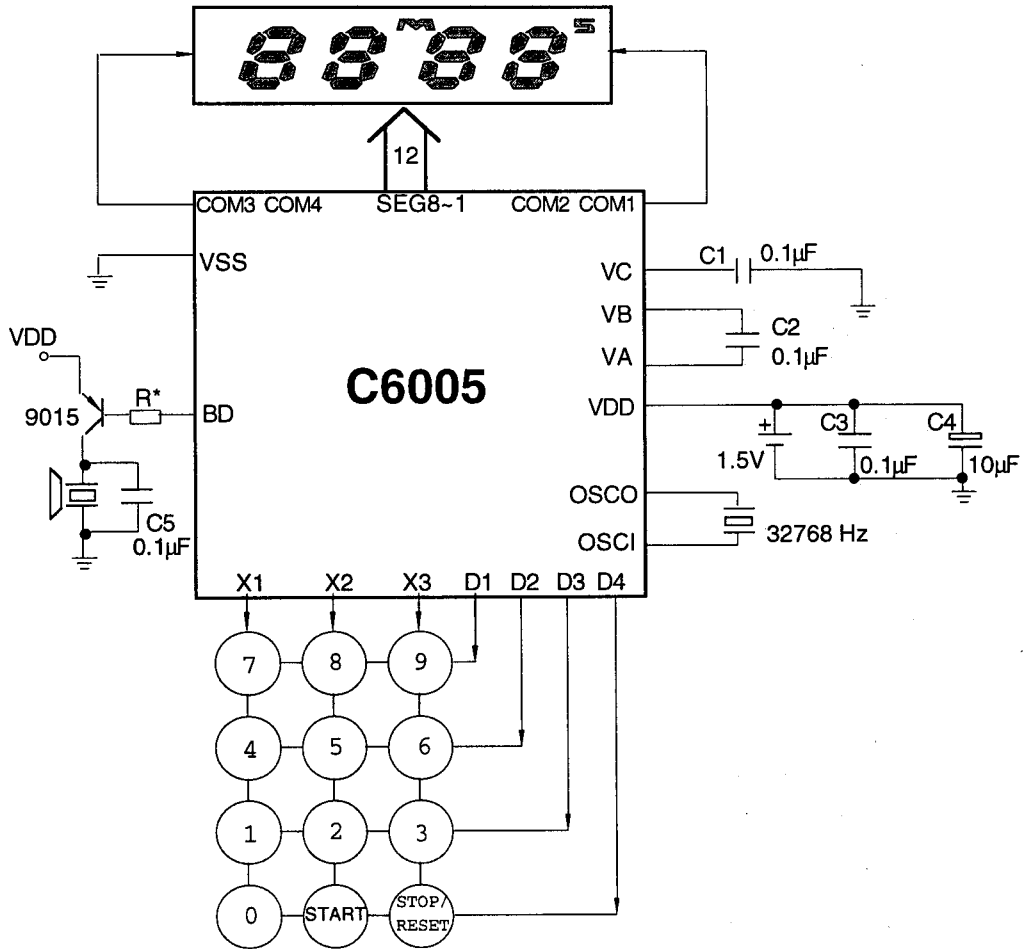 88 M 88 S
12
COM3 COM4 SEG8~1 COM2 COM1
VSS
VC
C1 0.1µF
VB
C2
0.1µF
VA
VDD
C6005
9015
R*
BD
VDD
+
1.5V
C3
0.1µF
C4
10µF
C5
0.1µF
OSCO
32768 Hz
OSCI
X1 X2 X3 D1 D2 D3 D4
7 8 9
4 5 6
1 2 3
0 START STOP/
RESET